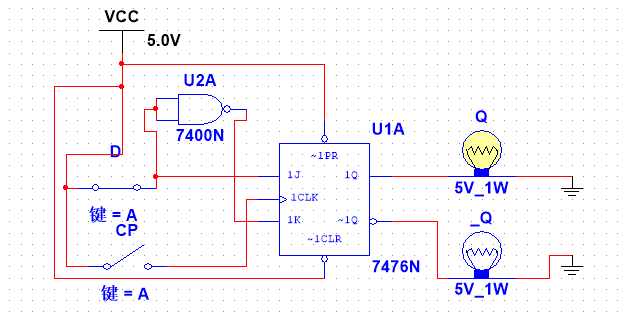 VCC
5.0V
U2A
7400N
D
键 = A
CP
键 = A
U1A
~1PR
1J
1Q
1CLK
1K
~1Q
~1CLR
7476N
Q
5V_1W
_Q
5V_1W